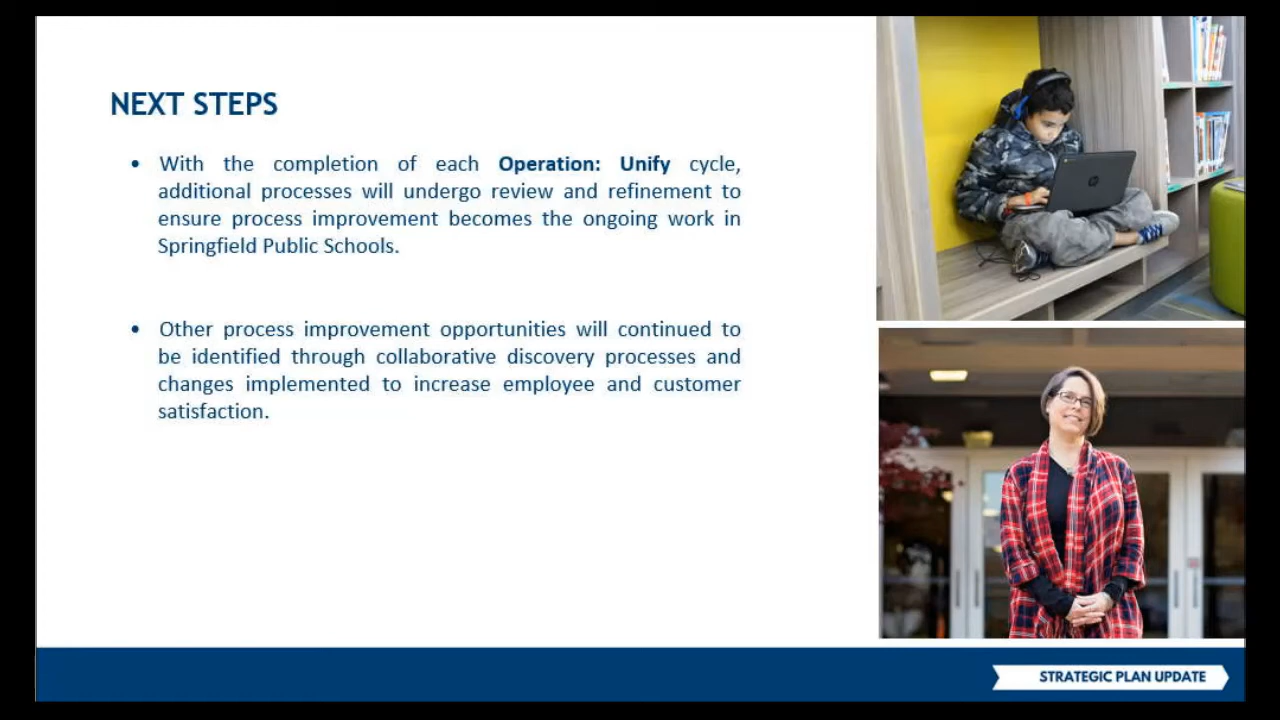 NEXT STEPS
• With the completion of each Operation: Unify cycle,
additional processes will undergo review and refinement to
ensure process improvement becomes the ongoing work in
Springfield Public Schools.
• Other process improvement opportunities will continued to
be identified through collaborative discovery processes and
changes implemented to increase employee and customer
satisfaction.
STRATEGIC PLAN UPDATE